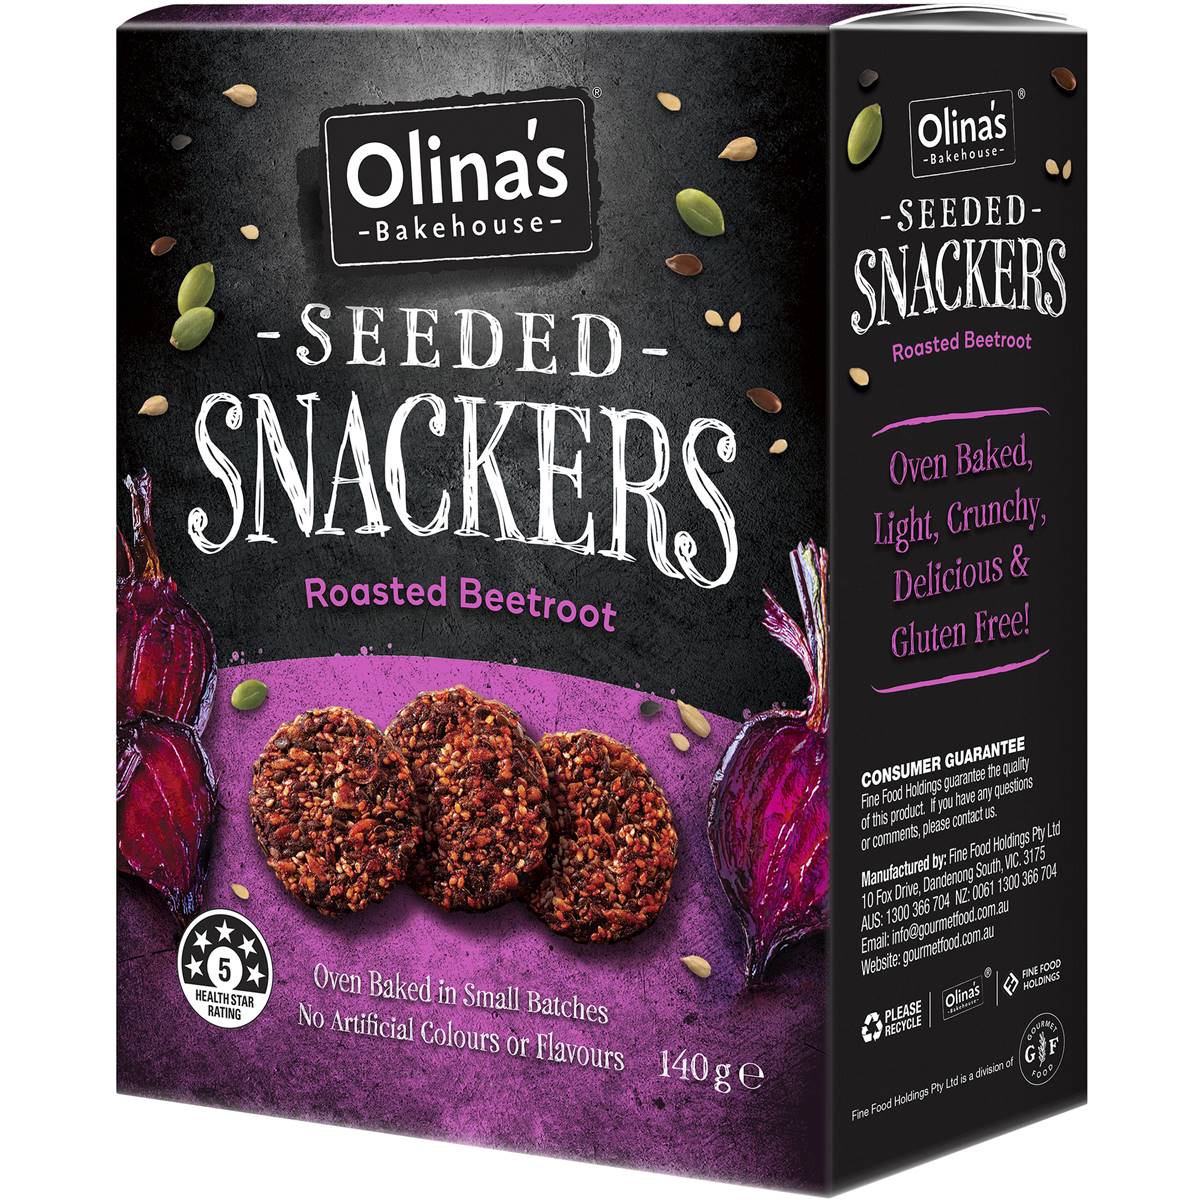 Olina's ®
-Bakehouse-
-SEEDED-
SNACKERS
Roasted Beetroot
5
HEALTH STAR
RATING
Oven Baked in Small Batches
No Artificial Colours or Flavours
140g e
Olina's ®
-Bakehouse-
-SEEDED-
SNACKERS
Roasted Beetroot
Oven Baked,
Light, Crunchy,
Delicious &
Gluten Free!
CONSUMER GUARANTEE
Fine Food Holdings guarantee the quality
of this product. If you have any questions
or comments, please contact us.
Manufactured by: Fine Food Holdings Pty Ltd
10 Fox Drive, Dandenong South, VIC. 3175
AUS: 1300 366 704 NZ: 0061 1300 366 704
Email: info@gourmetfood.com.au
Website: gourmetfood.com.au
PLEASE
RECYCLE
Olina's ®
-Bakehouse-
FINE FOOD
HOLDINGS
Fine Food Holdings Pty Ltd is a division of
GOURMET
G F
FOOD